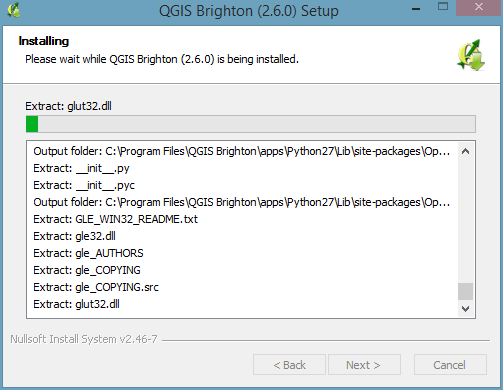 QGIS Brighton (2.6.0) Setup
Installing
Please wait while QGIS Brighton (2.6.0) is being installed.
Extract: glut32.dll
Output folder: C:\Program Files\QGIS Brighton\apps\Python27\Lib\site-packages\Op...
Extract: __init__.py
Extract: __init__.pyc
Output folder: C:\Program Files\QGIS Brighton\apps\Python27\Lib\site-packages\Op...
Extract: GLE_WIN32_README.txt
Extract: gle32.dll
Extract: gle_AUTHORS
Extract: gle_COPYING
Extract: gle_COPYING.src
Extract: glut32.dll
Nullsoft Install System v2.46-7
< Back
Next >
Cancel